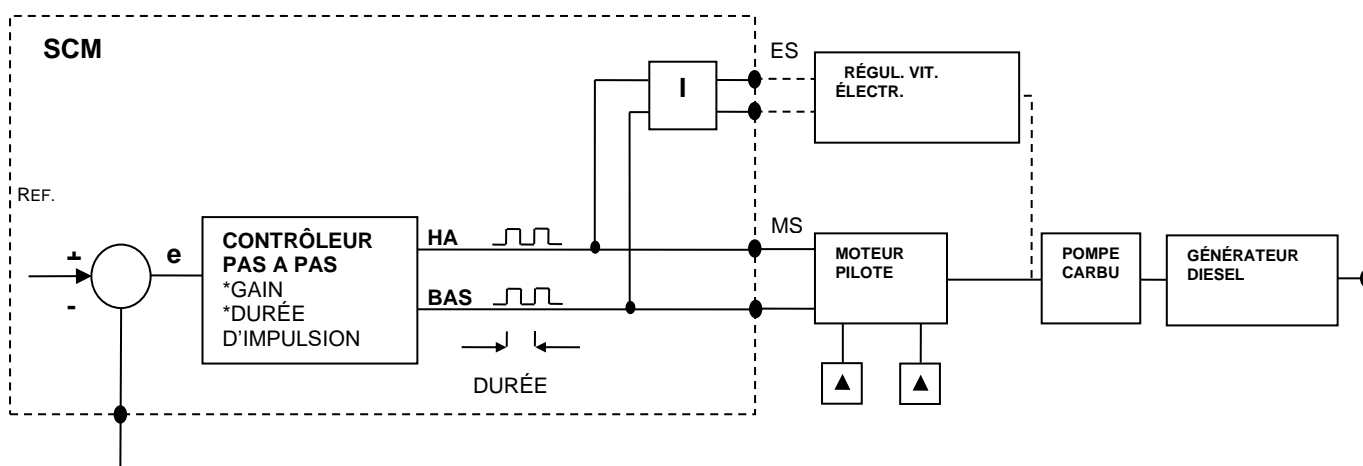 SCM
ES
I
RÉGUL. VIT.
ÉLECTR.
REF.
+
-
e
CONTRÔLEUR
PAS A PAS
*GAIN
*DURÉE
D'IMPULSION
HA
BAS
DURÉE
MS
MOTEUR
PILOTE
POMPE
CARBU
GÉNÉRATEUR
DIESEL